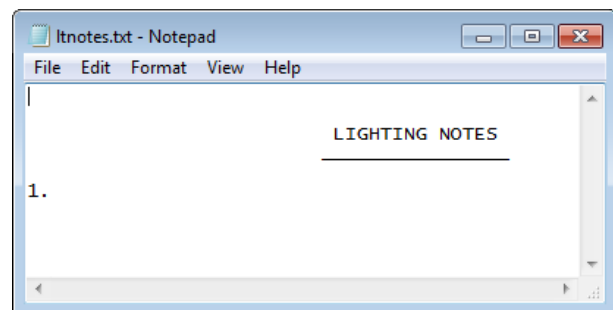 ltnotes.txt - Notepad
File Edit Format View Help
LIGHTING NOTES
1.